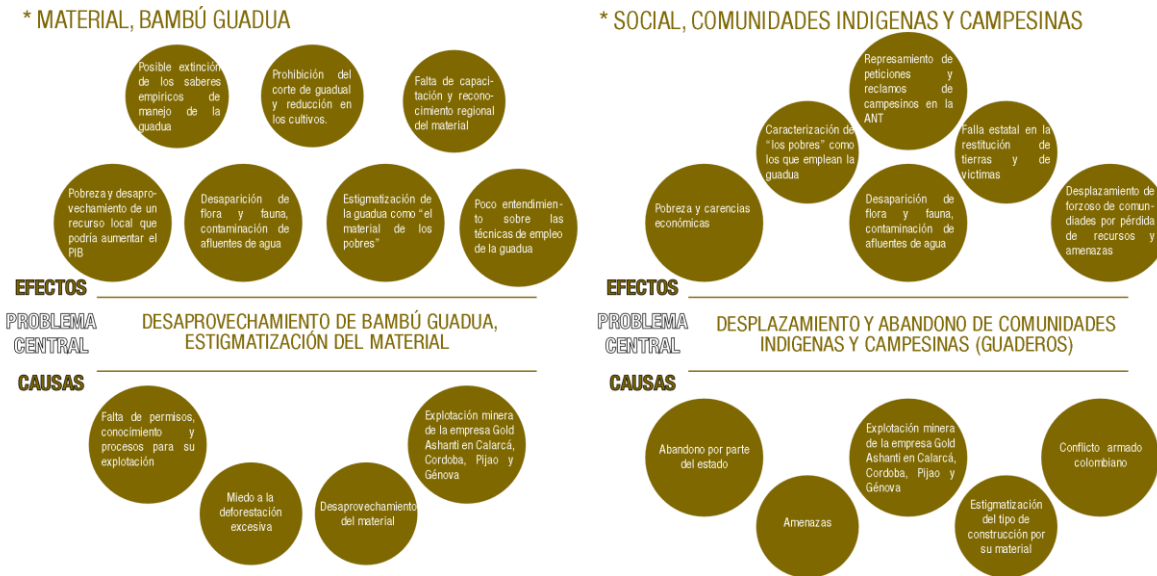 * MATERIAL, BAMBÚ GUADUA
Posible extinción
de los saberes
empiricos de
manejo de la
guadua
Prohibición del
corte de guadual
y reducción en
los cultivos.
Falta de capaci-
tación y recono-
cimiento regional
del material
Pobreza y desapro-
vechamiento de un
recurso local que
podría aumentar el
PIB
Desaparición de
flora y fauna,
contaminación de
afluentes de agua
Estigmatización de
la guadua como "el
material de los
pobres"
Poco entendimien-
to sobre las
técnicas de empleo
de la guadua
EFECTOS
PROBLEMA
CENTRAL
DESAPROVECHAMIENTO DE BAMBÚ GUADUA,
ESTIGMATIZACIÓN DEL MATERIAL
CAUSAS
Falta de permisos,
conocimiento y
procesos para su
explotación
Miedo a la
deforestación
excesiva
Desaprovechamiento
del material
Explotación minera
de la empresa Gold
Ashanti en Calarcá,
Cordoba, Pijao y
Génova
* SOCIAL, COMUNIDADES INDIGENAS Y CAMPESINAS
Represamiento de
peticiones y
reclamos de
campesinos en la
ANT
Caracterización de
"los pobres" como
los que emplean la
guadua
Falla estatal en la
restitución de
tierras y de
victimas
Pobreza y carencias
económicas
Desaparición de
flora y fauna,
contaminación de
afluentes de agua
Desplazamiento de
forzoso de comun-
diades por pérdida
de recursos y
amenazas
EFECTOS
PROBLEMA
CENTRAL
DESPLAZAMIENTO Y ABANDONO DE COMUNIDADES
INDIGENAS Y CAMPESINAS (GUADEROS)
CAUSAS
Abandono por parte
del estado
Amenazas
Explotación minera
de la empresa Gold
Ashanti en Calarcá,
Cordoba, Pijao y
Génova
Estigmatización
del tipo de
construcción por
su material
Conflicto armado
colombiano